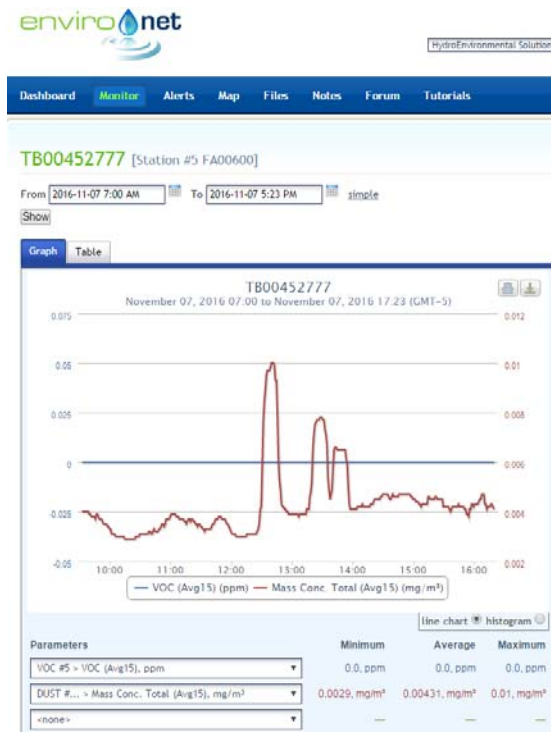 enviro net
HydroEnvironmental Solution
Dashboard Monitor Alerts Map Files Notes Forum Tutorials
TB00452777 [Station #5 FA00600]
From 2016-11-07 7:00 AM To 2016-11-07 5:23 PM simple
Show
Graph Table
TB00452777
November 07, 2016 07.00 to November 07, 2016 17.23 (GMT-5)
0.075 0.012
0.05 0.01
0.025 0.008
0 0.006
-0.025 0.004
-0.05 0.002
10:00 11:00 12:00 13:00 14:00 15:00 16:00
VOC (Avg15) (ppm) Mass Conc. Total (Avg15) (mg/m³)
line chart histogram
Parameters Minimum Average Maximum
VOC #5 > VOC (Avg15), ppm 0.0, ppm 0.0, ppm 0.0, ppm
DUST #... > Mass Conc. Total (Avg15), mg/m³ 0.0029, mg/m³ 0.00431, mg/m³ 0.01, mg/m³
<none> — — —